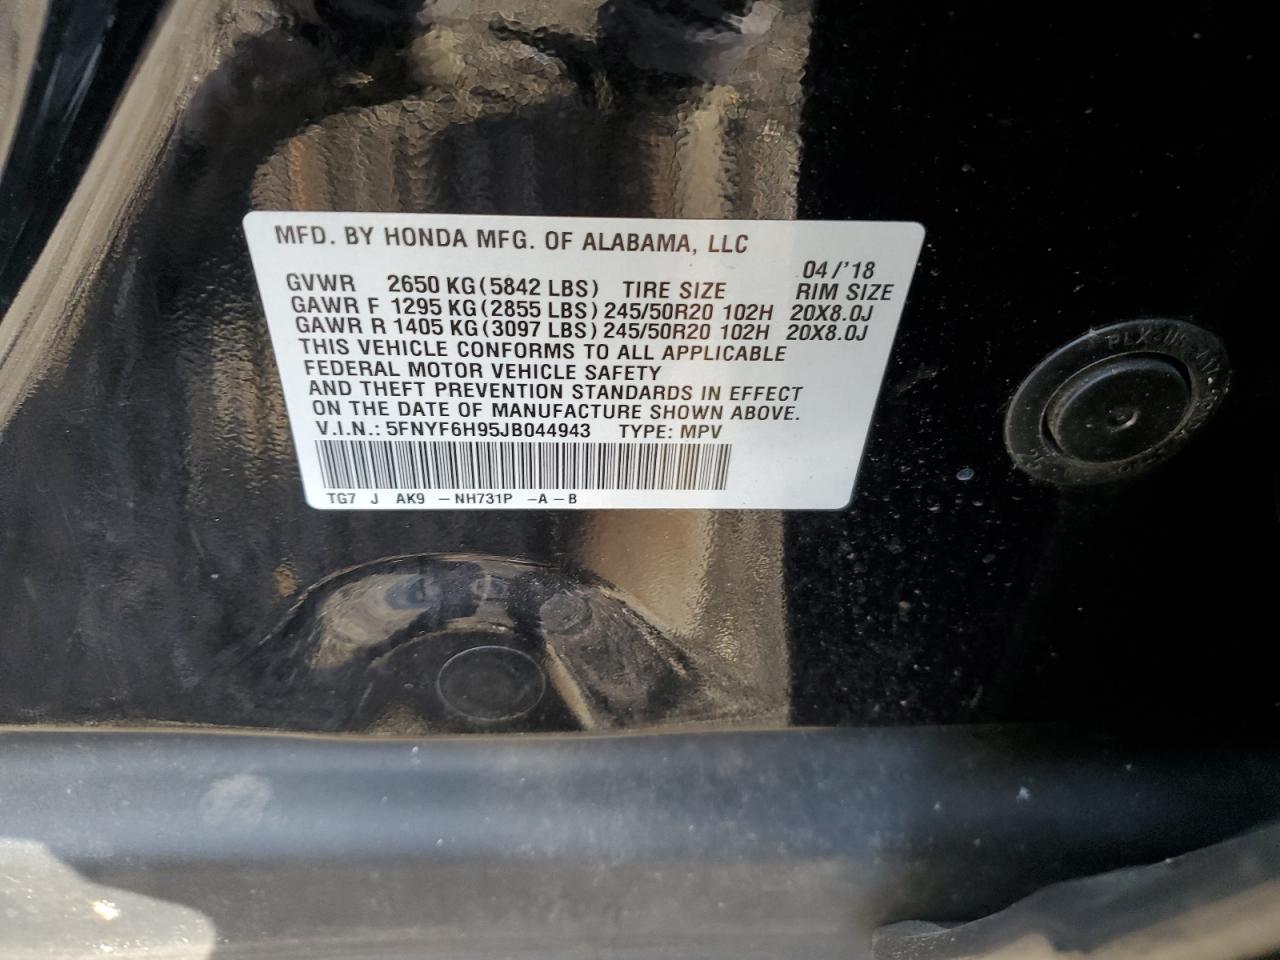 MFD. BY HONDA MFG. OF ALABAMA, LLC
04/'18
GVWR 2650 KG (5842 LBS) TIRE SIZE RIM SIZE
GAWR F 1295 KG (2855 LBS) 245/50R20 102H 20X8.0J
GAWR R 1405 KG (3097 LBS) 245/50R20 102H 20X8.0J
THIS VEHICLE CONFORMS TO ALL APPLICABLE
FEDERAL MOTOR VEHICLE SAFETY
AND THEFT PREVENTION STANDARDS IN EFFECT
ON THE DATE OF MANUFACTURE SHOWN ABOVE.
V.I.N.: 5FNYF6H95JB044943 TYPE: MPV
TG7 J AK9 -NH731P -A-B